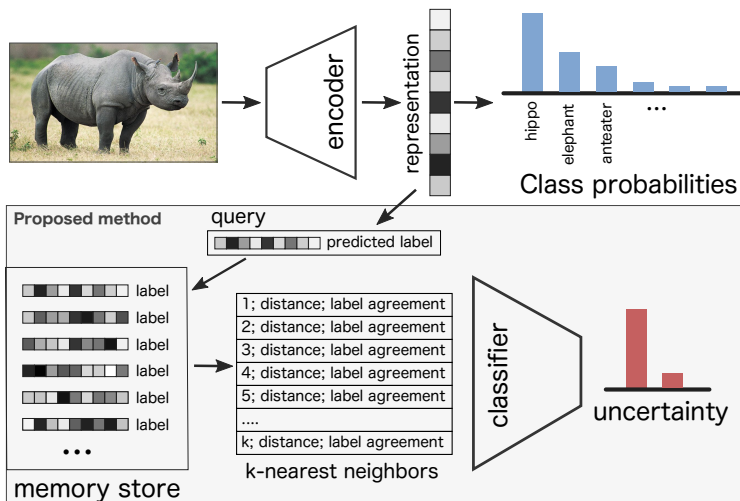 encoder
representation
hippo
elephant
anteater
...
Class probabilities
Proposed method
query
predicted label
label
label
label
label
label
label
...
memory store
1; distance; label agreement
2; distance; label agreement
3; distance; label agreement
4; distance; label agreement
5; distance; label agreement
....
k; distance; label agreement
k-nearest neighbors
classifier
uncertainty